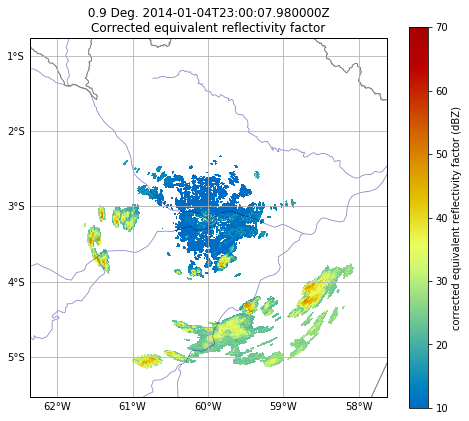 0.9 Deg. 2014-01-04T23:00:07.980000Z
Corrected equivalent reflectivity factor
1°S
2°S
3°S
4°S
5°S
62°W
61°W
60°W
59°W
58°W
70
60
50
40
30
20
10
corrected equivalent reflectivity factor (dBZ)